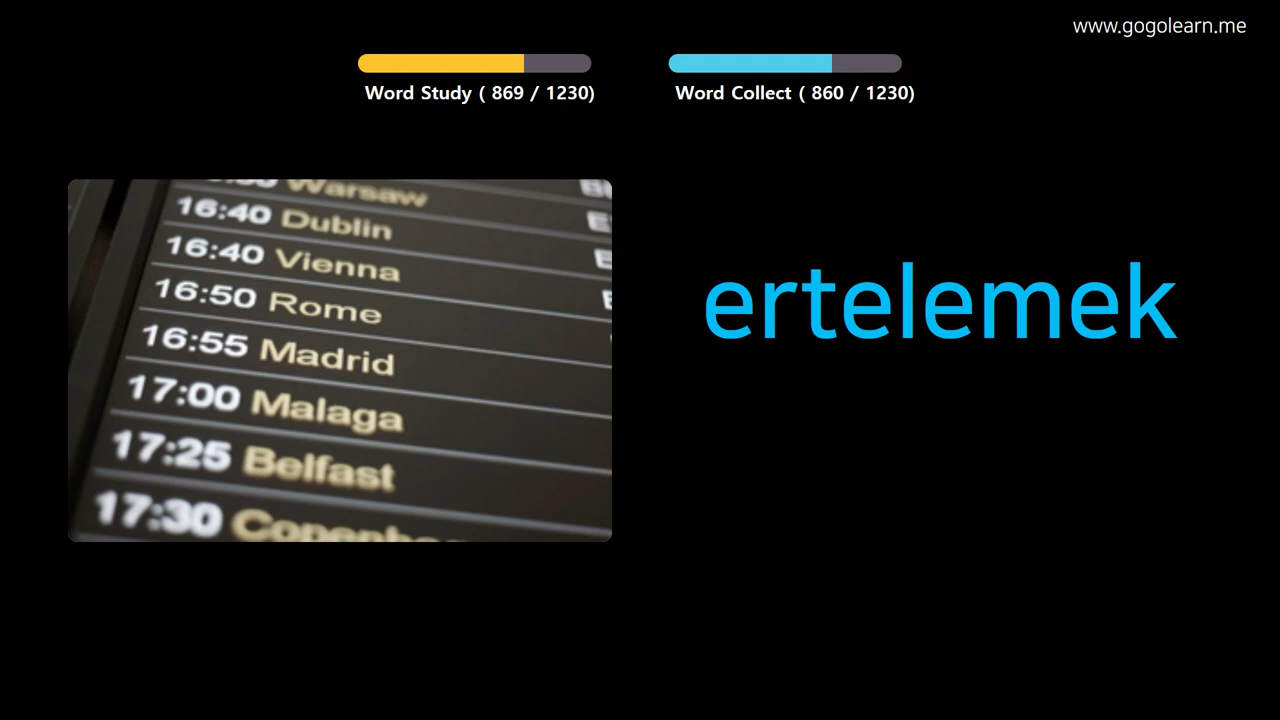 www.gogolearn.me
Word Study ( 869 / 1230)
Word Collect ( 860 / 1230)
Warsaw
16:40 Dublin
16:40 Vienna
16:50 Rome
16:55 Madrid
17:00 Malaga
17:25 Belfast
17:30
ertelemek